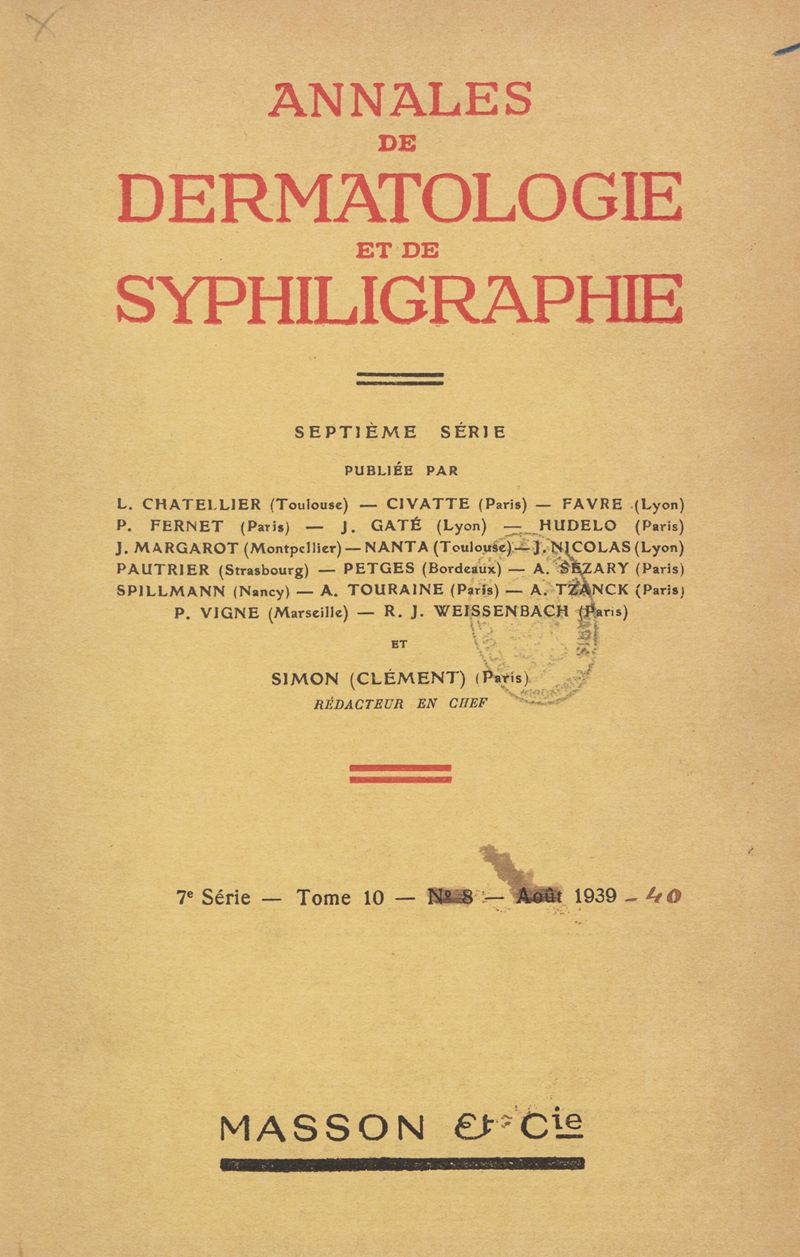 ANNALES
DE
DERMATOLOGIE
ET DE
SYPHILIGRAPHIE
SEPTIÈME SÉRIE
PUBLIÉE PAR
L. CHATELLIER (Toulouse) — CIVATTE (Paris) — FAVRE (Lyon)
P. FERNET (Paris) — J. GATÉ (Lyon) — HUDELO (Paris)
J. MARGAROT (Montpellier) — NANTA (Toulouse) — J. NICOLAS (Lyon)
PAUTRIER (Strasbourg) — PETGES (Bordeaux) — A. SÉZARY (Paris)
SPILLMANN (Nancy) — A. TOURAINE (Paris) — A. TZANCK (Paris)
P. VIGNE (Marseille) — R. J. WEISSENBACH (Paris)
ET
SIMON (CLÉMENT) (Paris)
RÉDACTEUR EN CHEF
7e Série — Tome 10 — No 8 — Août 1939 - 40
MASSON & Cie